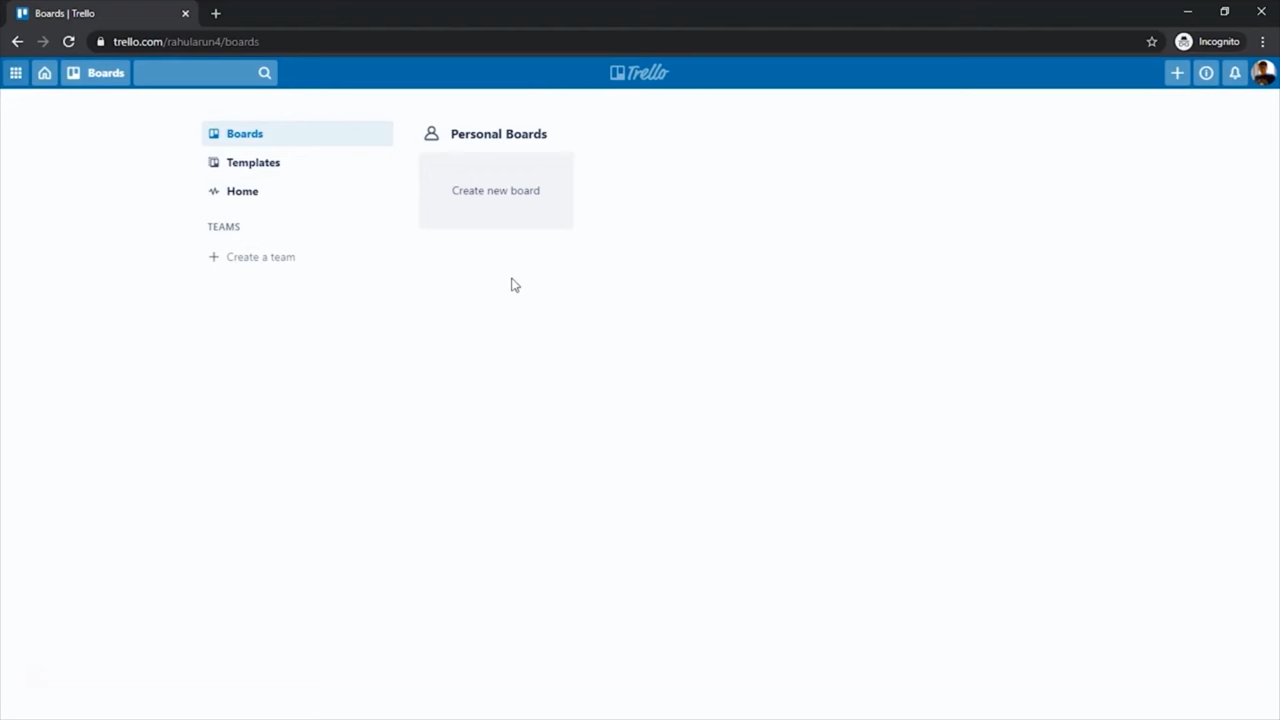 Boards | Trello
trello.com/rahularun4/boards
Incognito
Boards
Trello
Boards
Templates
Home
TEAMS
Create a team
Personal Boards
Create new board